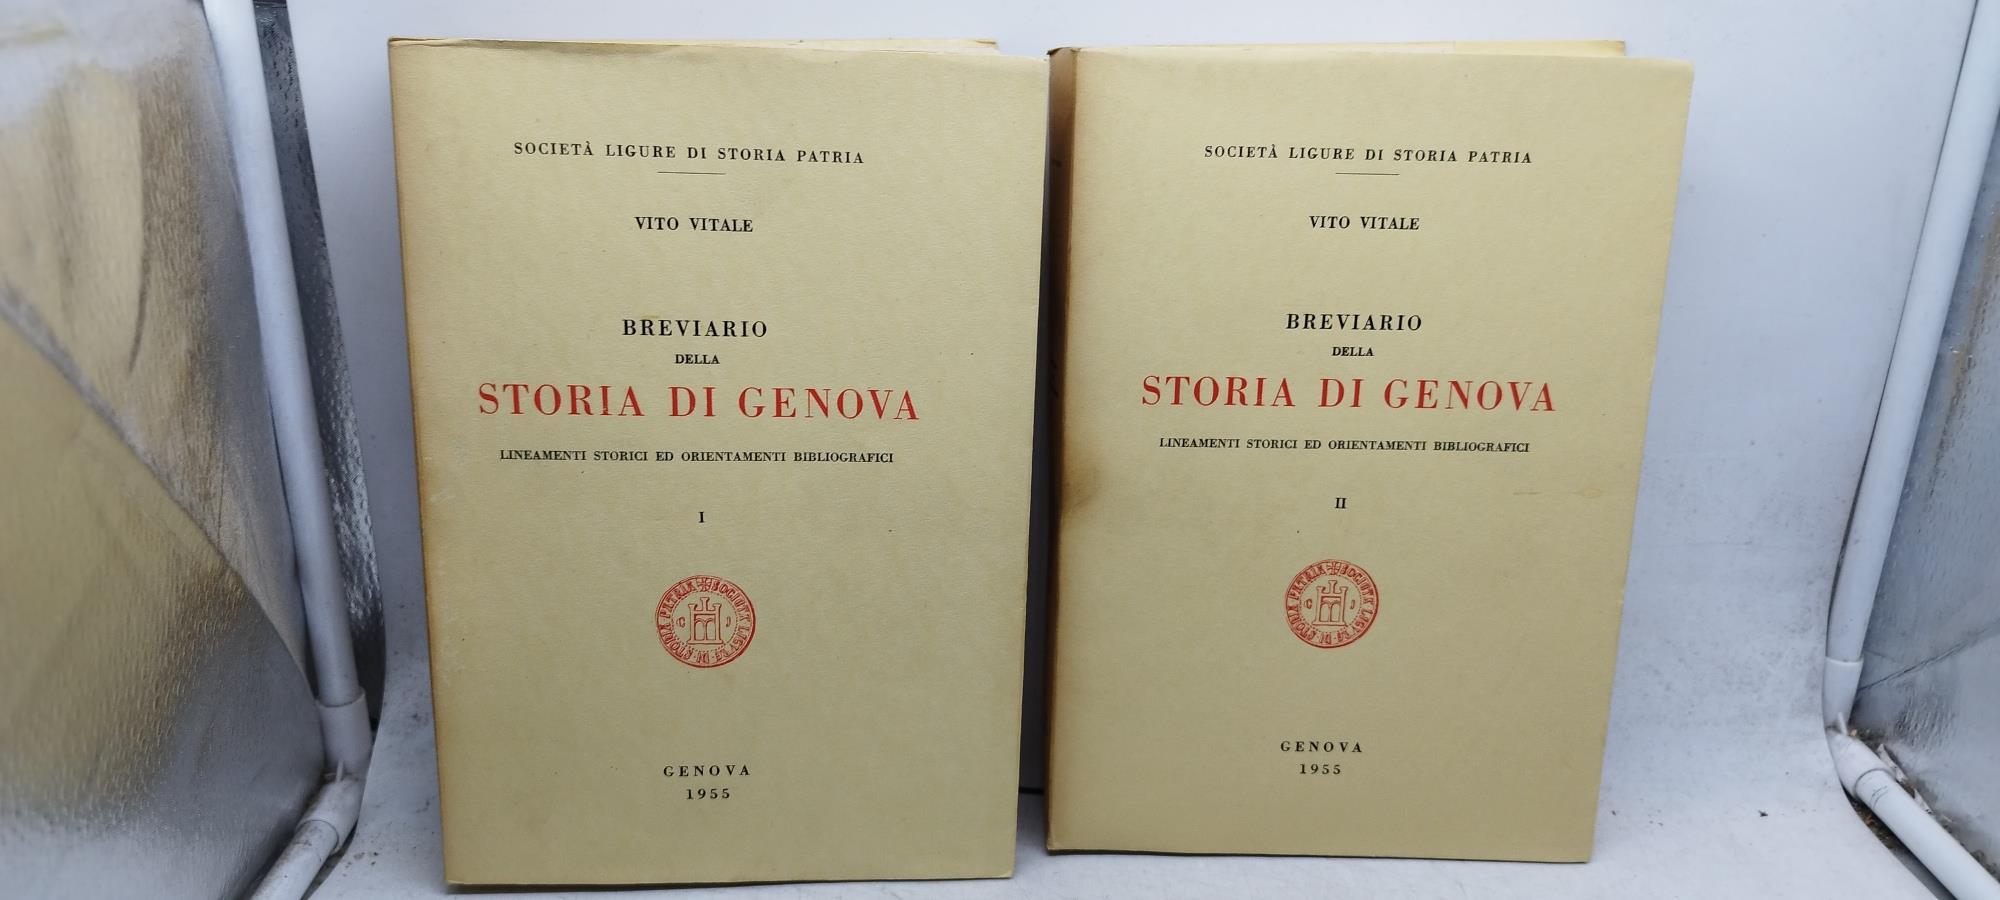 SOCIETÀ LIGURE DI STORIA PATRIA
VITO VITALE
BREVIARIO
DELLA
STORIA DI GENOVA
LINEAMENTI STORICI ED ORIENTAMENTI BIBLIOGRAFICI
I
GENOVA
1955
SOCIETÀ LIGURE DI STORIA PATRIA
VITO VITALE
BREVIARIO
DELLA
STORIA DI GENOVA
LINEAMENTI STORICI ED ORIENTAMENTI BIBLIOGRAFICI
II
GENOVA
1955